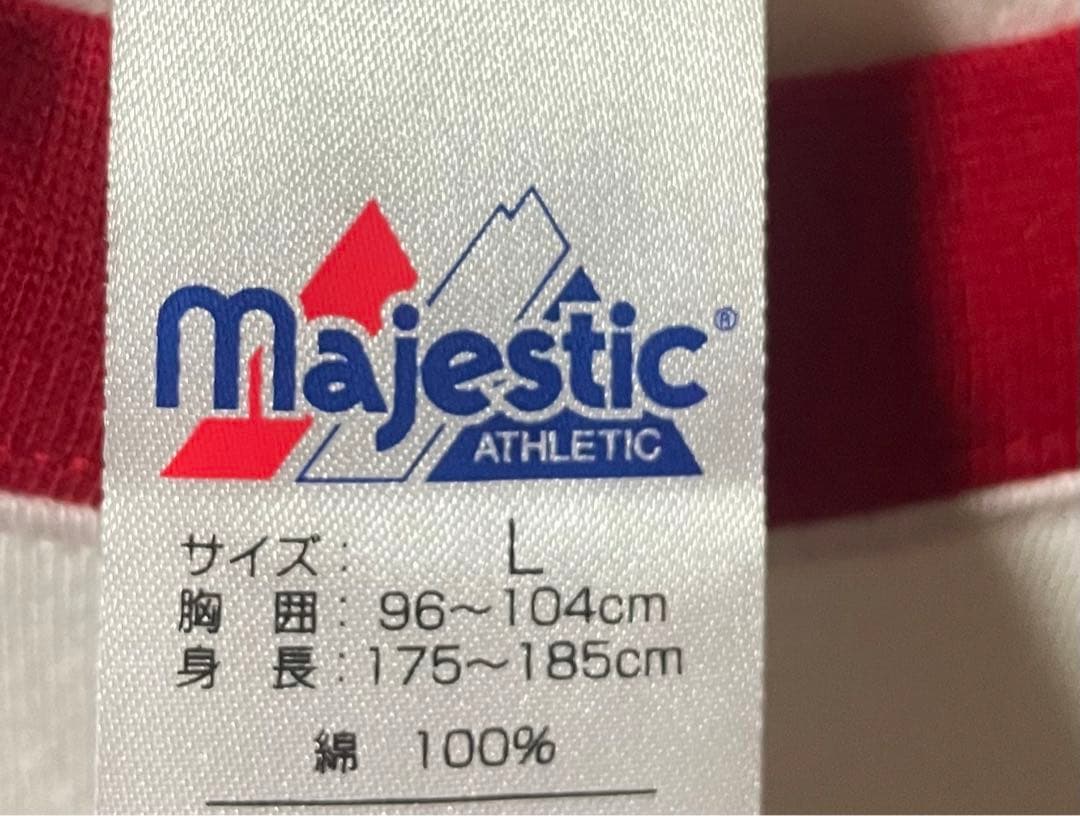 majestic®
ATHLETIC
サイズ: L
胸囲: 96~104cm
身長: 175~185cm
綿 100%